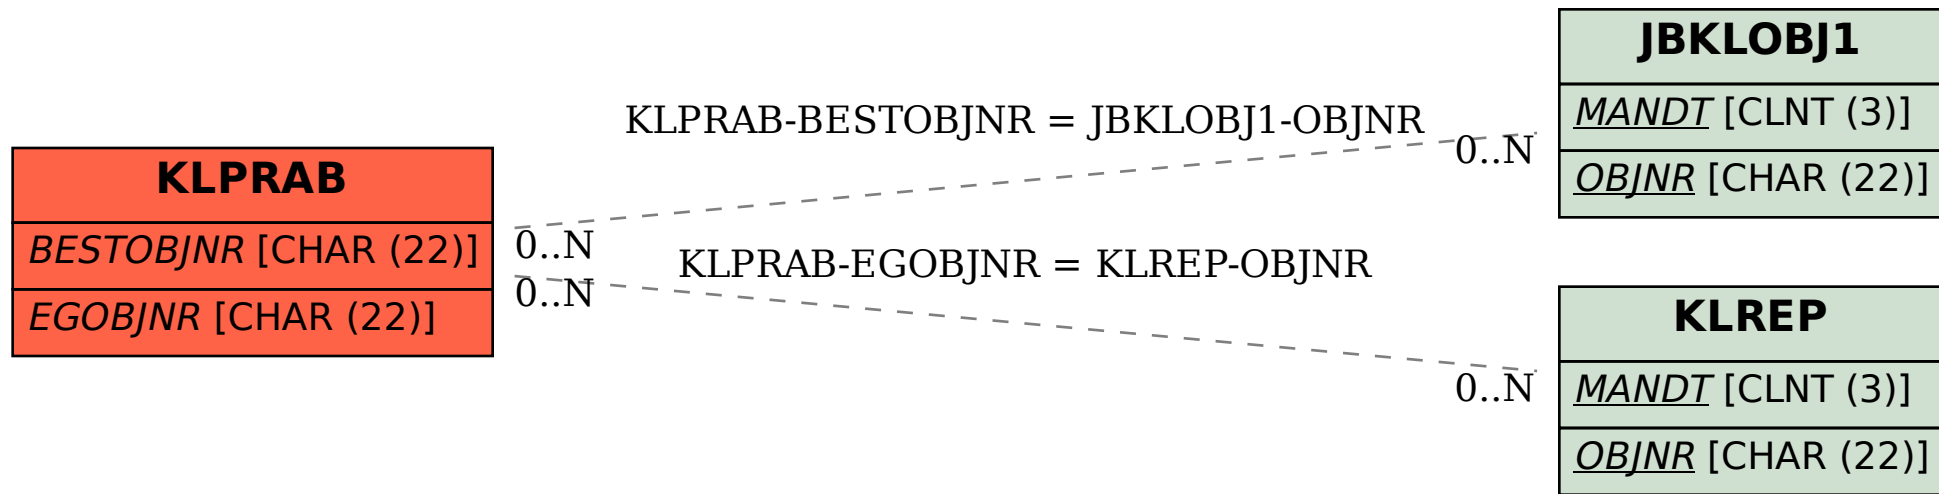 KLPRAB
BESTOBJNR [CHAR (22)]
EGOBJNR [CHAR (22)]
KLPRAB-BESTOBJNR = JBKLOBJ1-OBJNR
0..N
0..N
KLPRAB-EGOBJNR = KLREP-OBJNR
0..N
0..N
JBKLOBJ1
MANDT [CLNT (3)]
OBJNR [CHAR (22)]
KLREP
MANDT [CLNT (3)]
OBJNR [CHAR (22)]